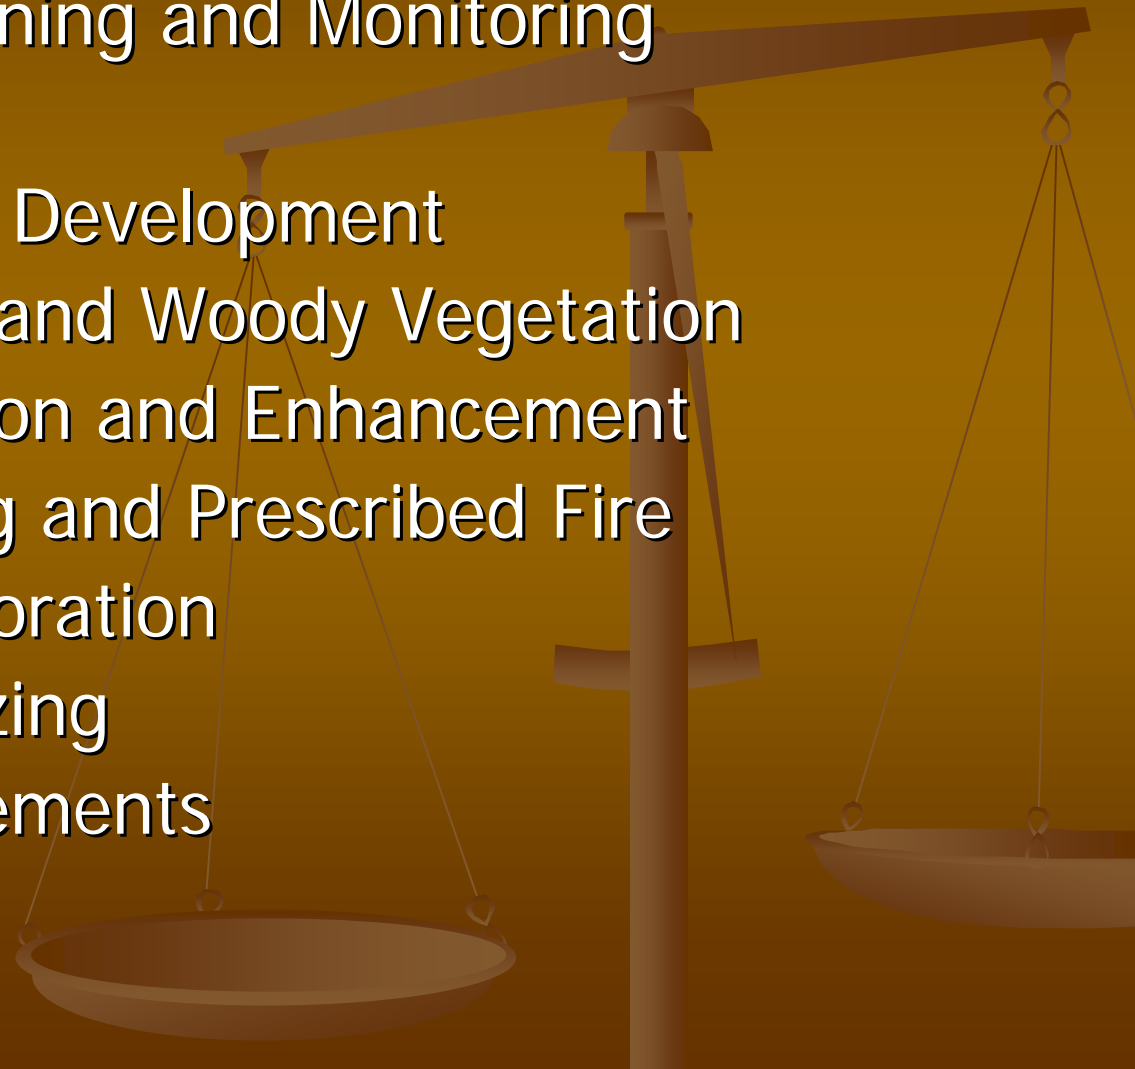 ning and Monitoring
Development
and Woody Vegetation
on and Enhancement
g and Prescribed Fire
oration
zing
ements